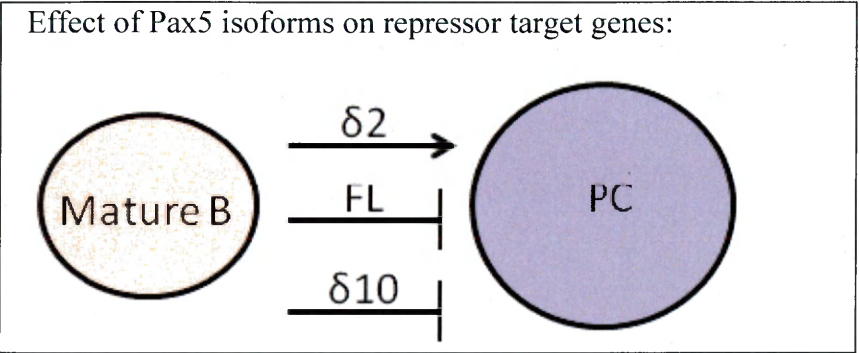 Effect of Pax5 isoforms on repressor target genes:
δ2
FL
Mature B
PC
δ10